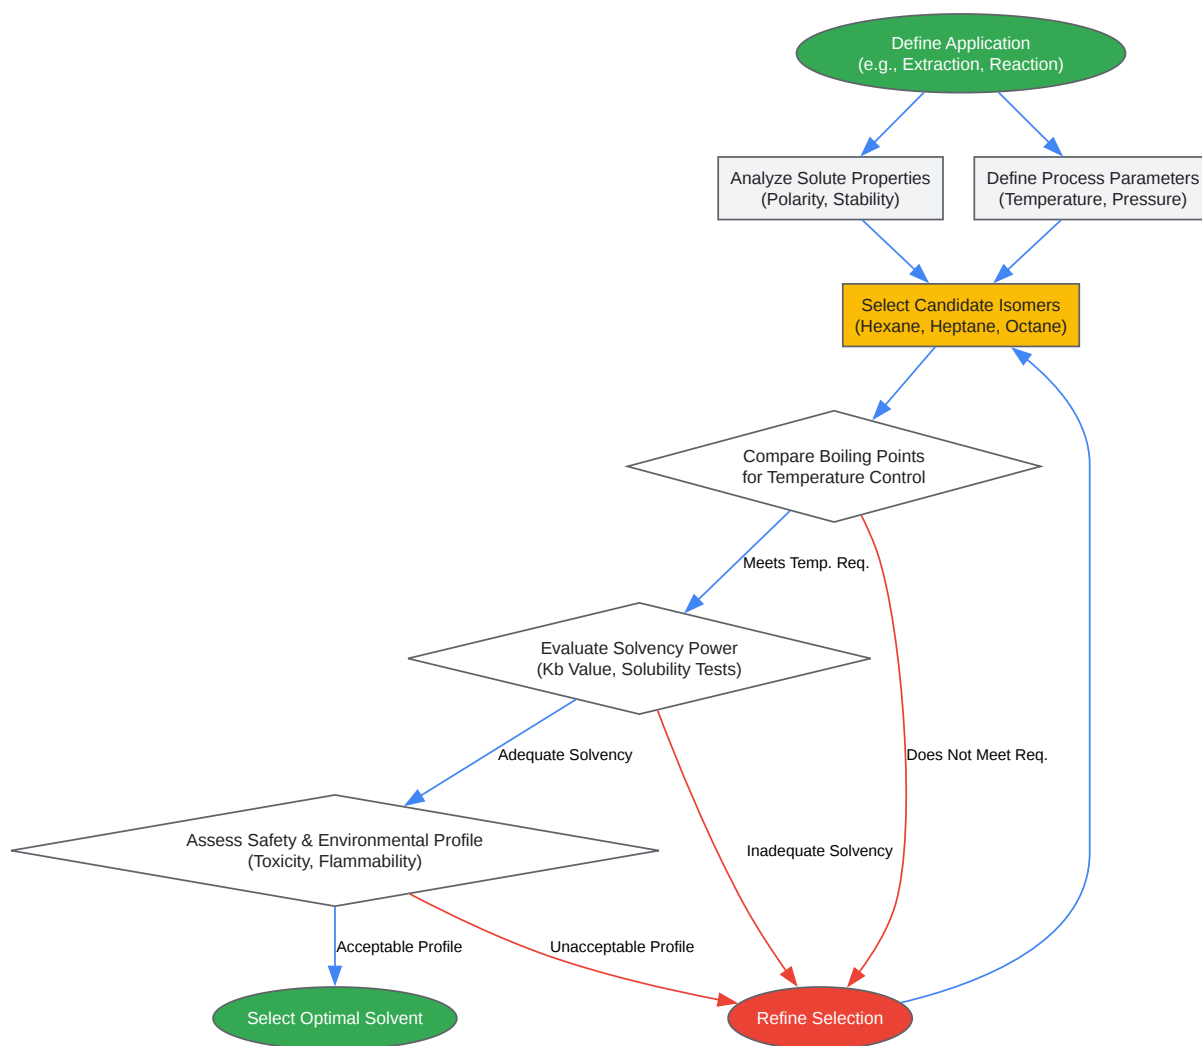 Define Application
(e.g., Extraction, Reaction)
Analyze Solute Properties
(Polarity, Stability)
Define Process Parameters
(Temperature, Pressure)
Select Candidate Isomers
(Hexane, Heptane, Octane)
Compare Boiling Points
for Temperature Control
Meets Temp. Req.
Evaluate Solvency Power
(Kb Value, Solubility Tests)
Adequate Solvency
Does Not Meet Req.
Assess Safety & Environmental Profile
(Toxicity, Flammability)
Inadequate Solvency
Acceptable Profile
Unacceptable Profile
Select Optimal Solvent
Refine Selection